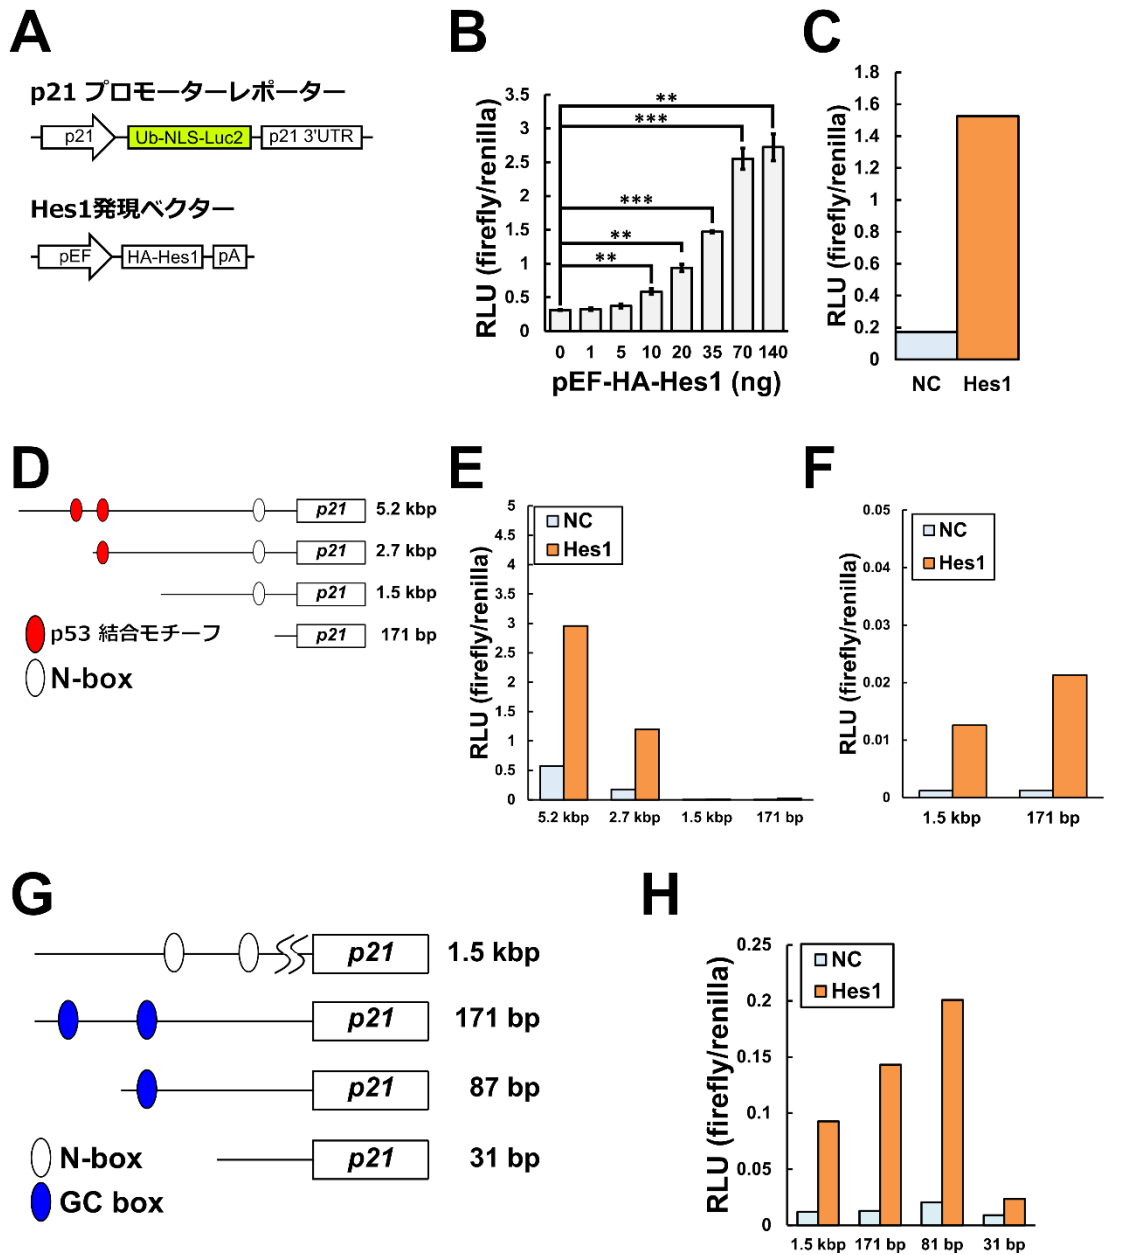 A
p21 プロモーターレポーター
p21
Ub-NLS-Luc2
p21 3'UTR
Hes1発現ベクター
pEF
HA-Hes1
pA
B
RLU (firefly/renilla)
3.5
3
2.5
2
1.5
1
0.5
0
**
***
***
**
**
0 1 5 10 20 35 70 140
pEF-HA-Hes1 (ng)
C
RLU (firefly/renilla)
1.8
1.6
1.4
1.2
1
0.8
0.6
0.4
0.2
0
NC Hes1
D
p21 5.2 kbp
p21 2.7 kbp
p21 1.5 kbp
p21 171 bp
p53 結合モチーフ
N-box
E
RLU (firefly/renilla)
5
4.5
4
3.5
3
2.5
2
1.5
1
0.5
0
NC
Hes1
5.2 kbp 2.7 kbp 1.5 kbp 171 bp
F
RLU (firefly/renilla)
0.05
0.04
0.03
0.02
0.01
0
NC
Hes1
1.5 kbp 171 bp
G
p21 1.5 kbp
p21 171 bp
p21 87 bp
p21 31 bp
N-box
GC box
H
RLU (firefly/renilla)
0.25
0.2
0.15
0.1
0.05
0
NC
Hes1
1.5 kbp 171 bp 81 bp 31 bp